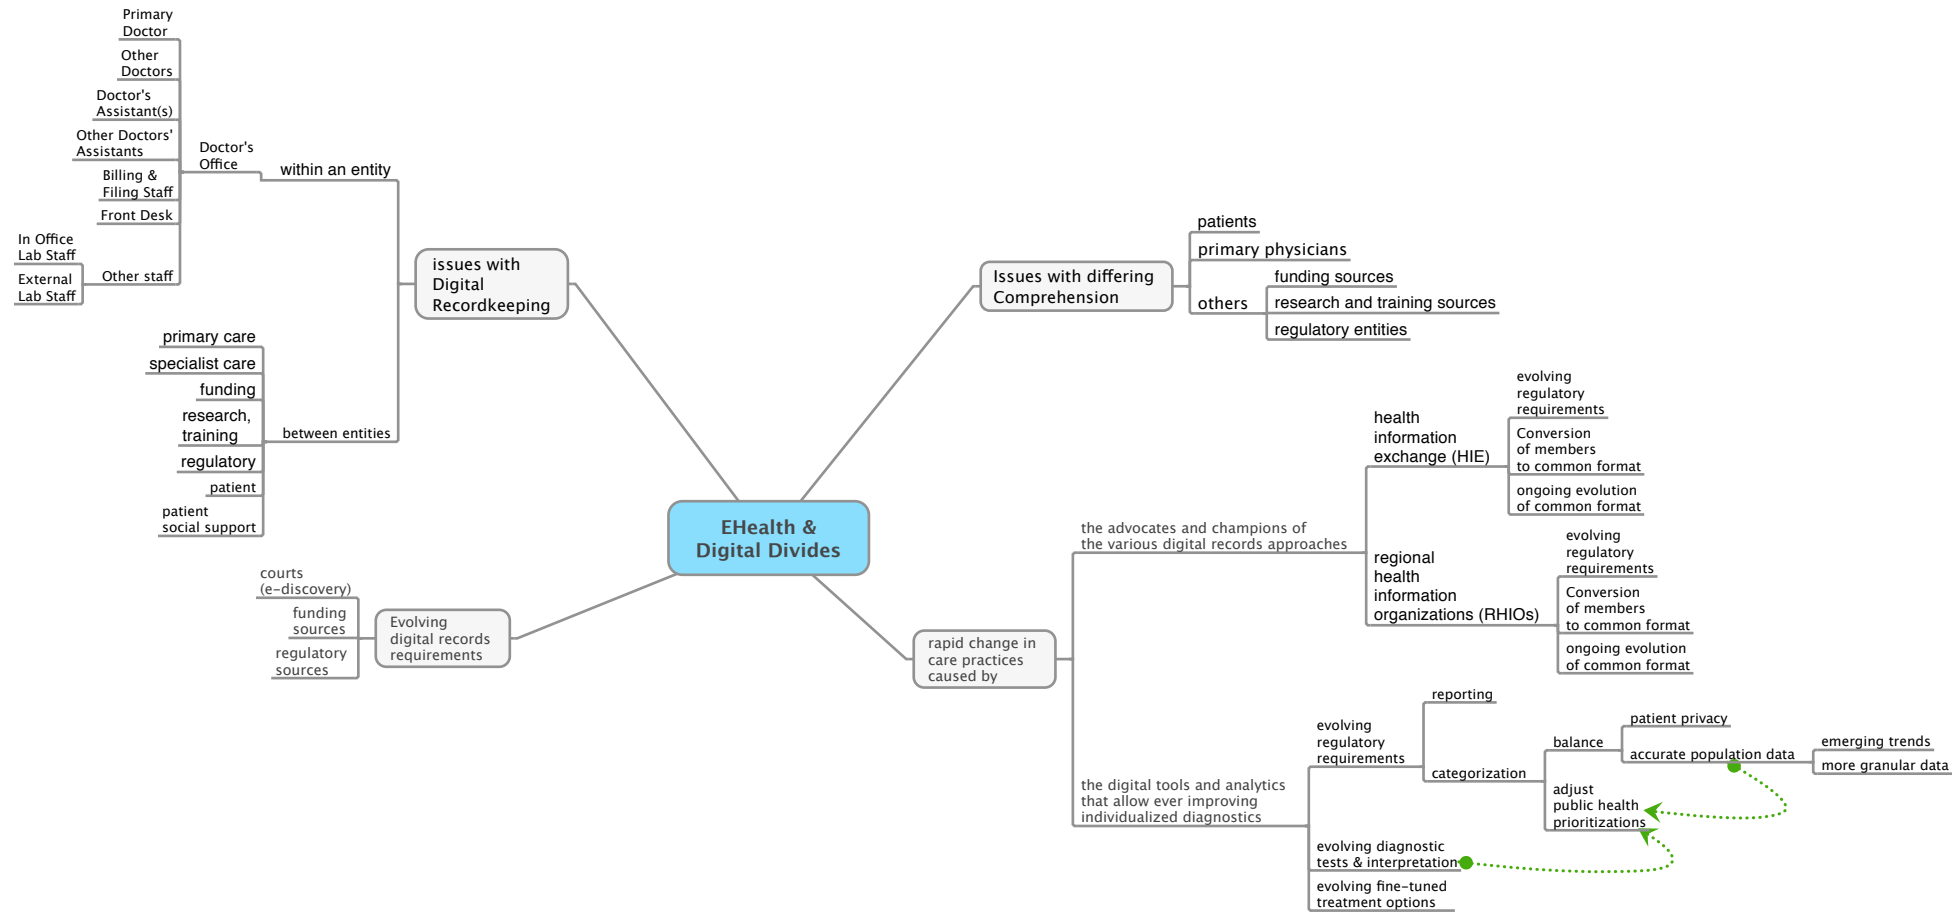 EHealth &
Digital Divides
issues with
Digital
Recordkeeping
within an entity
Doctor's
Office
Primary
Doctor
Other
Doctors
Doctor's
Assistant(s)
Other Doctors'
Assistants
Billing &
Filing Staff
Front Desk
Other staff
In Office
Lab Staff
External
Lab Staff
between entities
primary care
specialist care
funding
research,
training
regulatory
patient
patient
social support
Evolving
digital records
requirements
courts
(e-discovery)
funding
sources
regulatory
sources
Issues with differing
Comprehension
patients
primary physicians
others
funding sources
research and training sources
regulatory entities
rapid change in
care practices
caused by
the advocates and champions of
the various digital records approaches
health
information
exchange (HIE)
evolving
regulatory
requirements
Conversion
of members
to common format
ongoing evolution
of common format
regional
health
information
organizations (RHIOs)
evolving
regulatory
requirements
Conversion
of members
to common format
ongoing evolution
of common format
the digital tools and analytics
that allow ever improving
individualized diagnostics
evolving
regulatory
requirements
reporting
categorization
balance
patient privacy
accurate population data
emerging trends
more granular data
adjust
public health
prioritizations
evolving diagnostic
tests & interpretation
evolving fine-tuned
treatment options